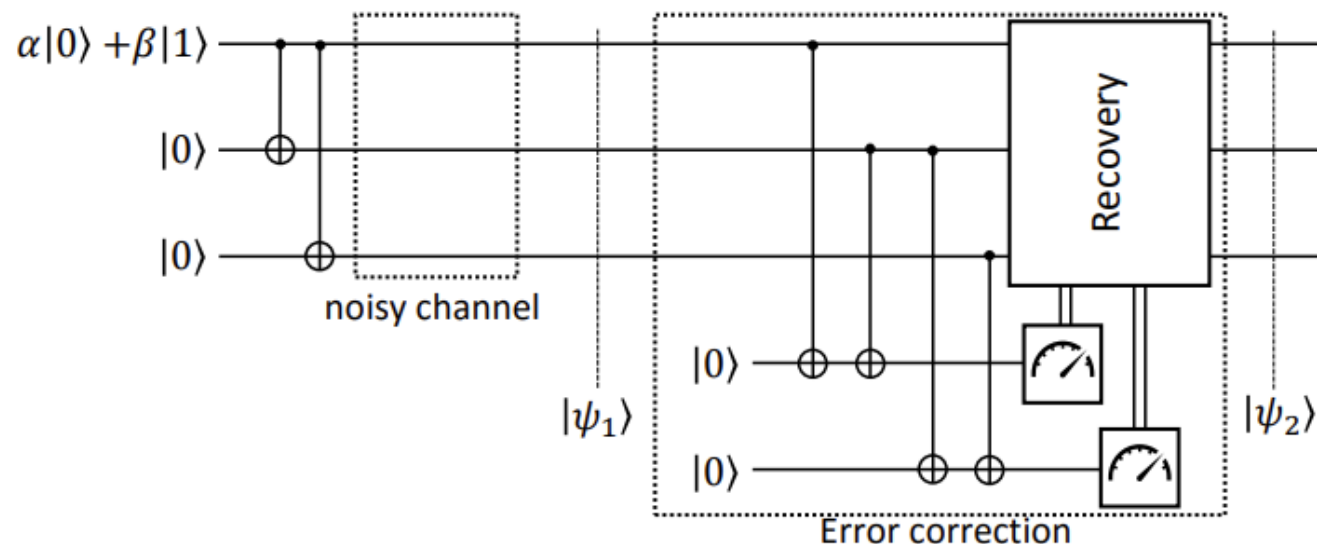 α|0⟩ +β|1⟩
|0⟩
|0⟩
noisy channel
|ψ₁⟩
Recovery
|0⟩
|0⟩
|ψ₂⟩
Error correction